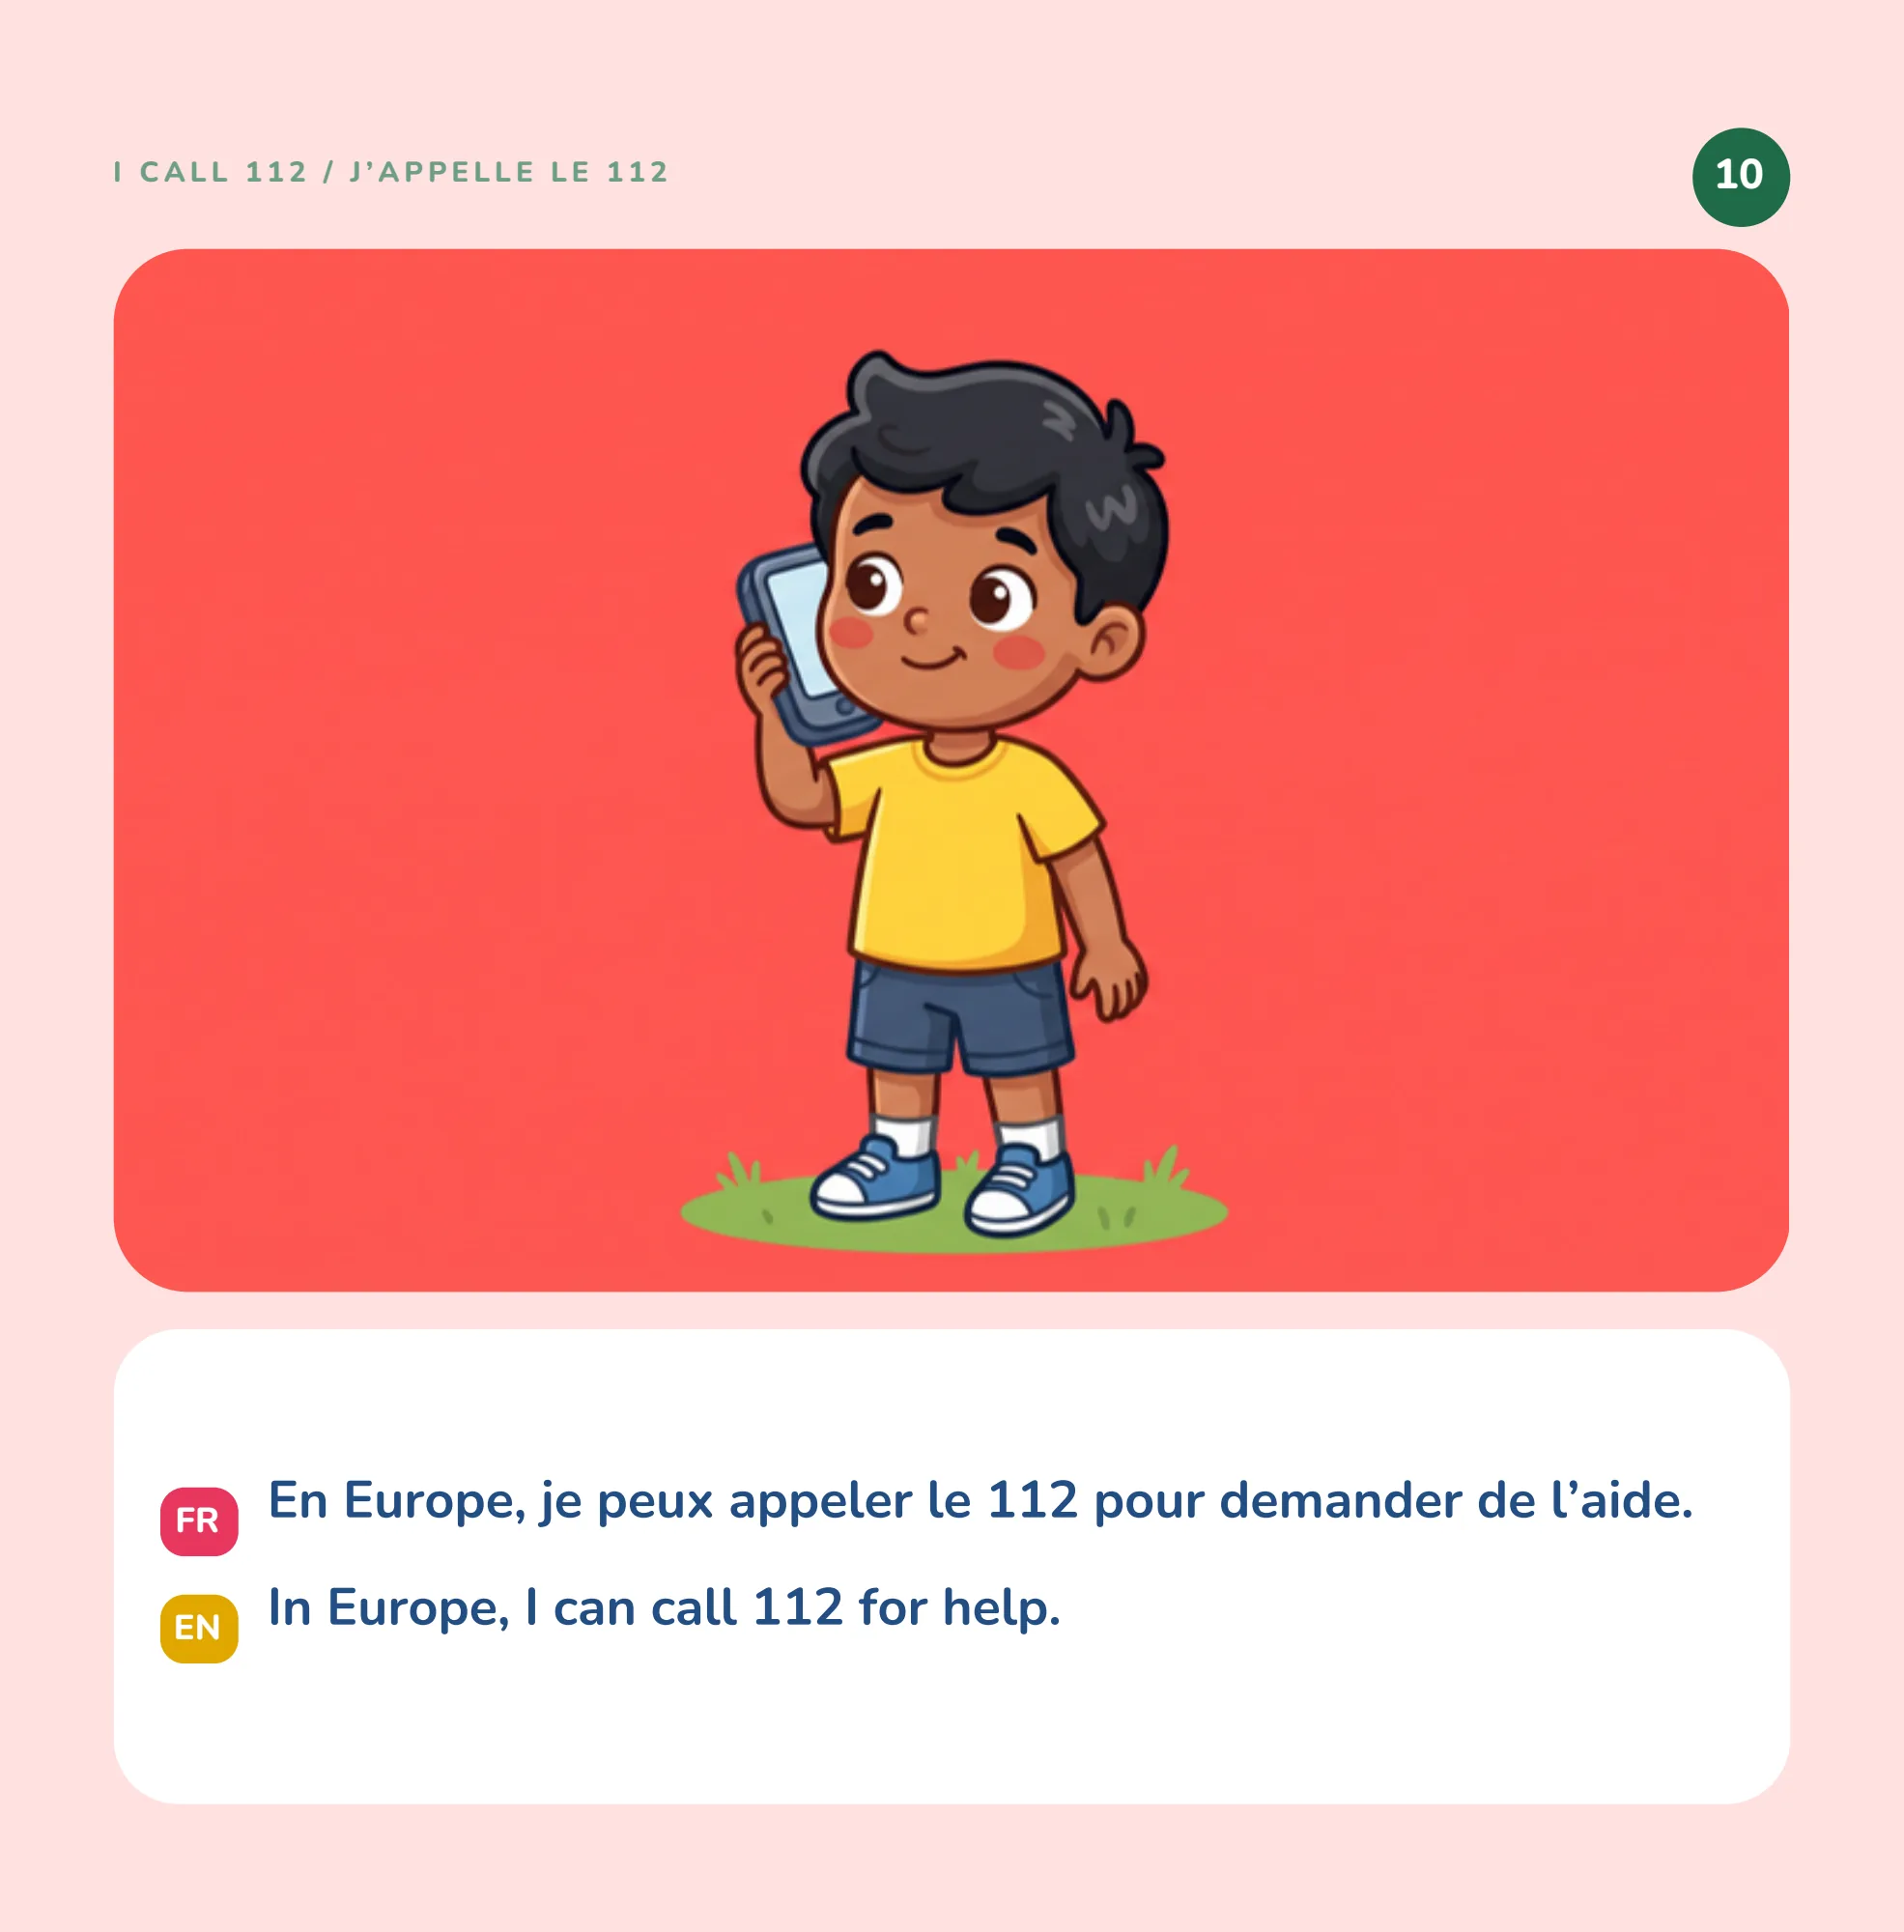 I CALL 112 / J’APPELLE LE 112
10
FR En Europe, je peux appeler le 112 pour demander de l’aide.
EN In Europe, I can call 112 for help.